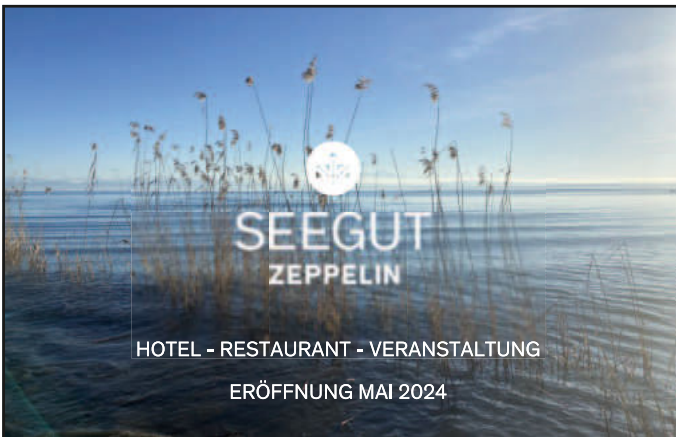 SEEGUT
ZEPPELIN
HOTEL - RESTAURANT - VERANSTALTUNG
ERÖFFNUNG MAI 2024